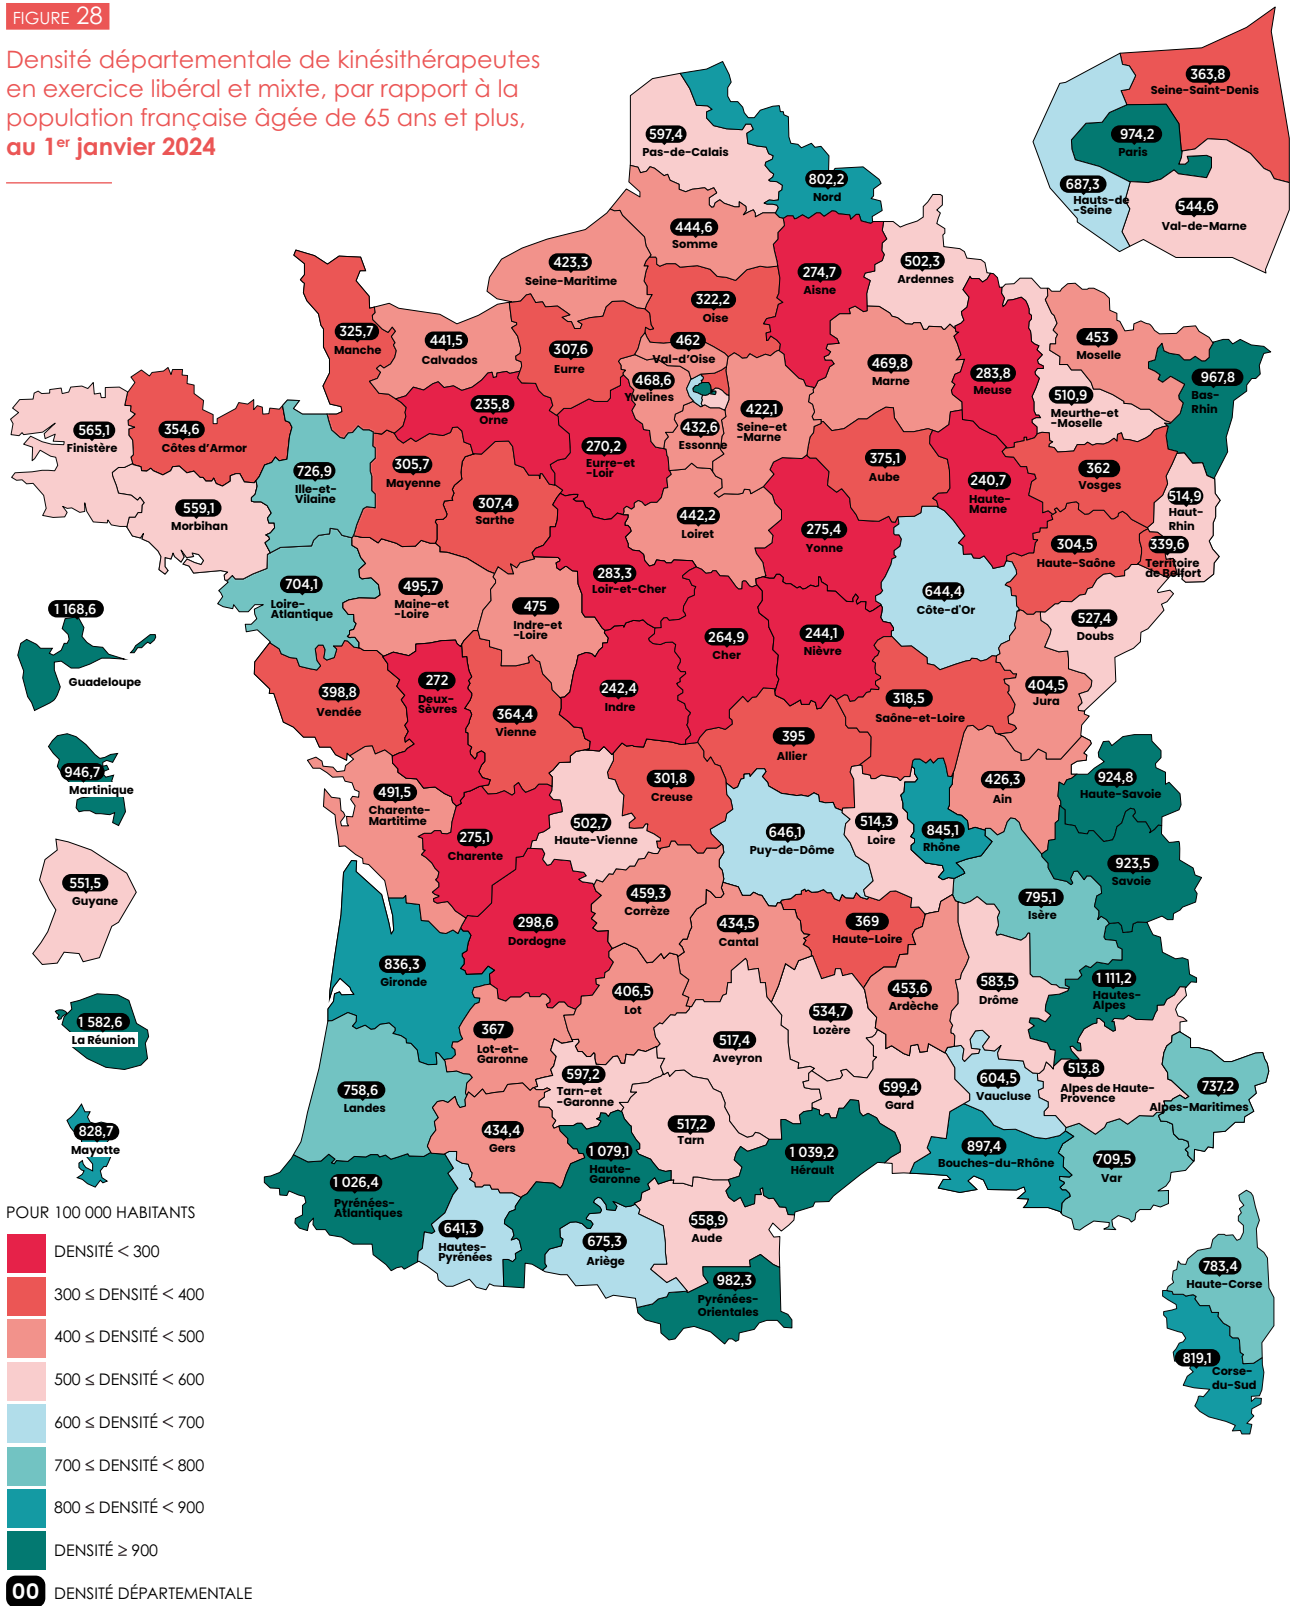 FIGURE 28
Densité départementale de kinésithérapeutes
en exercice libéral et mixte, par rapport à la
population française âgée de 65 ans et plus,
au 1er janvier 2024
363,8
Seine-Saint-Denis
974,2
Paris
687,3
Hauts-de
-Seine
544,6
Val-de-Marne
597,4
Pas-de-Calais
802,2
Nord
444,6
Somme
423,3
Seine-Maritime
274,7
Aisne
502,3
Ardennes
322,2
Oise
325,7
Manche
441,5
Calvados
307,6
Eurre
462
Val-d'Oise
468,6
Yvelines
469,8
Marne
283,8
Meuse
453
Moselle
510,9
Meurthe-et
-Moselle
967,8
Bas-
Rhin
235,8
Orne
422,1
Seine-et
-Marne
432,6
Essonne
565,1
Finistère
354,6
Côtes d'Armor
726,9
Ille-et-
Vilaine
305,7
Mayenne
270,2
Eurre-et
-Loir
375,1
Aube
240,7
Haute-
Marne
362
Vosges
514,9
Haut-
Rhin
559,1
Morbihan
307,4
Sarthe
442,2
Loiret
275,4
Yonne
304,5
Haute-Saône
339,6
Territoire
de Belfort
704,1
Loire-
Atlantique
495,7
Maine-et
-Loire
475
Indre-et
-Loire
283,3
Loir-et-Cher
644,4
Côte-d'Or
527,4
Doubs
1 168,6
Guadeloupe
264,9
Cher
244,1
Nièvre
398,8
Vendée
272
Deux-
Sèvres
364,4
Vienne
242,4
Indre
318,5
Saône-et-Loire
404,5
Jura
395
Allier
946,7
Martinique
491,5
Charente-
Martitime
301,8
Creuse
426,3
Ain
924,8
Haute-Savoie
275,1
Charente
502,7
Haute-Vienne
646,1
Puy-de-Dôme
514,3
Loire
845,1
Rhône
923,5
Savoie
551,5
Guyane
459,3
Corrèze
795,1
Isère
298,6
Dordogne
434,5
Cantal
369
Haute-Loire
836,3
Gironde
406,5
Lot
453,6
Ardèche
583,5
Drôme
1 111,2
Hautes-
Alpes
1 582,6
La Réunion
367
Lot-et-
Garonne
534,7
Lozère
517,4
Aveyron
758,6
Landes
597,2
Tarn-et
-Garonne
599,4
Gard
604,5
Vaucluse
513,8
Alpes de Haute-
Provence
737,2
Alpes-Maritimes
828,7
Mayotte
434,4
Gers
517,2
Tarn
1 079,1
Haute-
Garonne
1 039,2
Hérault
897,4
Bouches-du-Rhône
709,5
Var
1 026,4
Pyrénées-
Atlantiques
641,3
Hautes-
Pyrénées
675,3
Ariège
558,9
Aude
982,3
Pyrénées-
Orientales
783,4
Haute-Corse
819,1
Corse-
du-Sud
POUR 100 000 HABITANTS
DENSITÉ < 300
300 ≤ DENSITÉ < 400
400 ≤ DENSITÉ < 500
500 ≤ DENSITÉ < 600
600 ≤ DENSITÉ < 700
700 ≤ DENSITÉ < 800
800 ≤ DENSITÉ < 900
DENSITÉ ≥ 900
00 DENSITÉ DÉPARTEMENTALE